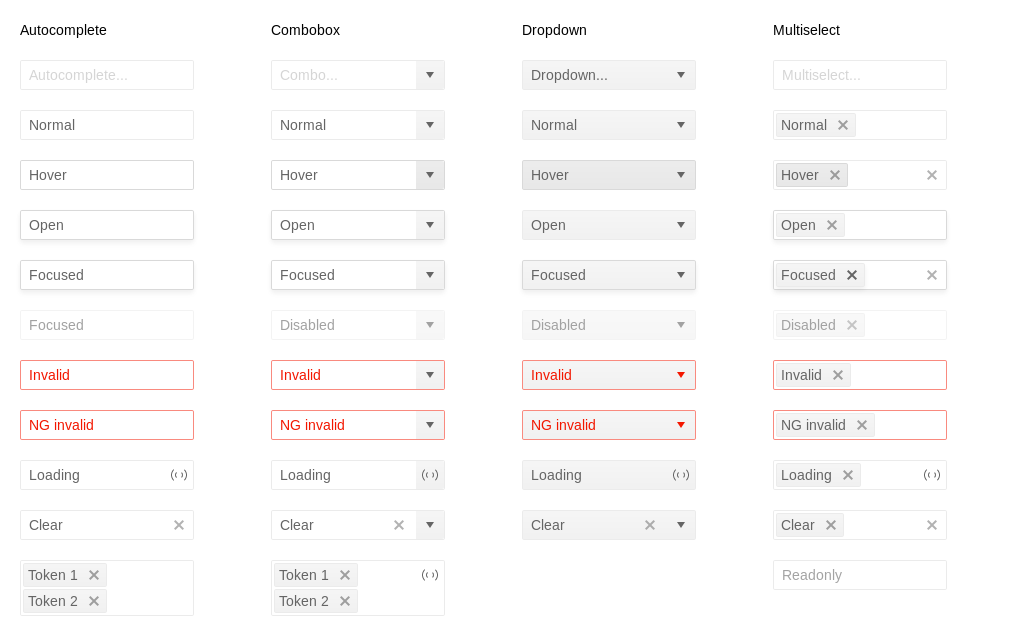 Autocomplete Combobox Dropdown Multiselect
Autocomplete... Combo... Dropdown... Multiselect...
Normal Normal Normal Normal
Hover Hover Hover Hover
Open Open Open Open
Focused Focused Focused Focused
Focused Disabled Disabled Disabled
Invalid Invalid Invalid Invalid
NG invalid NG invalid NG invalid NG invalid
Loading Loading Loading Loading
Clear Clear Clear Clear
Token 1 Token 1 Readonly
Token 2 Token 2